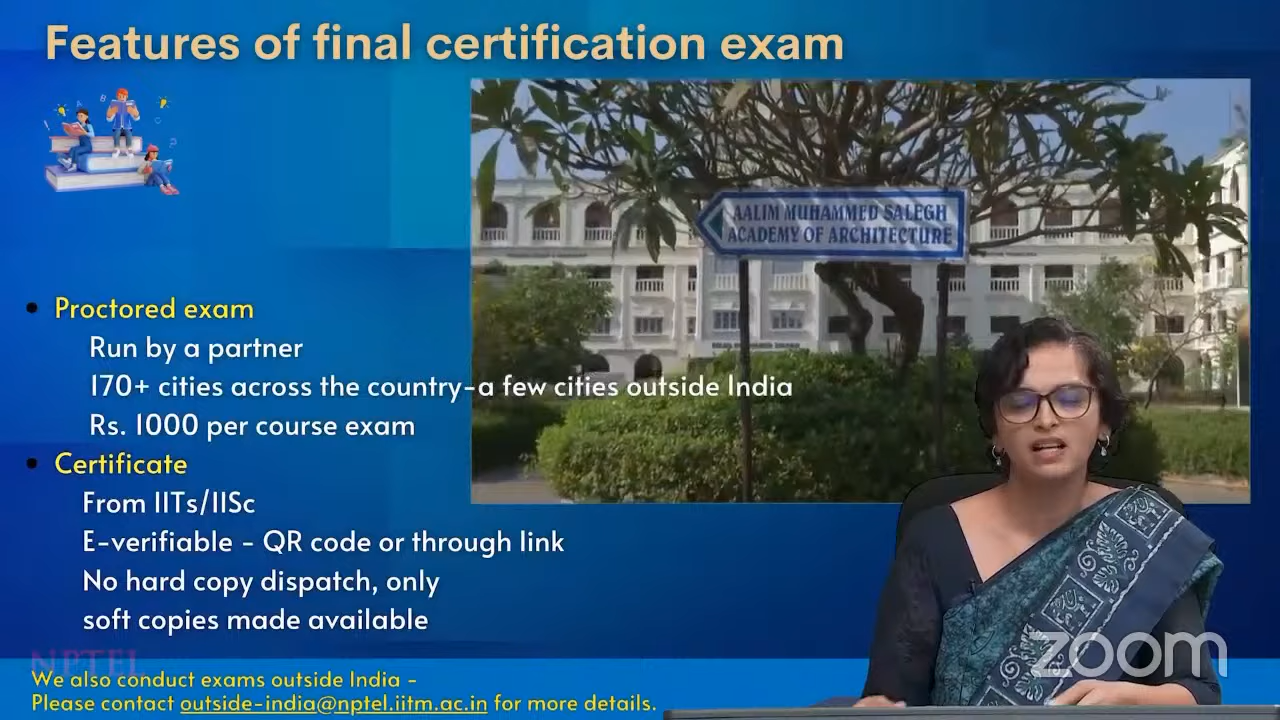 Features of final certification exam
AALIM MUHAMMED SALEGH
ACADEMY OF ARCHITECTURE
Proctored exam
Run by a partner
170+ cities across the country-a few cities outside India
Rs. 1000 per course exam
Certificate
From IITs/IISc
E-verifiable - QR code or through link
No hard copy dispatch, only
soft copies made available
NPTEL
We also conduct exams outside India -
Please contact outside-india@nptel.iitm.ac.in for more details.
zoom